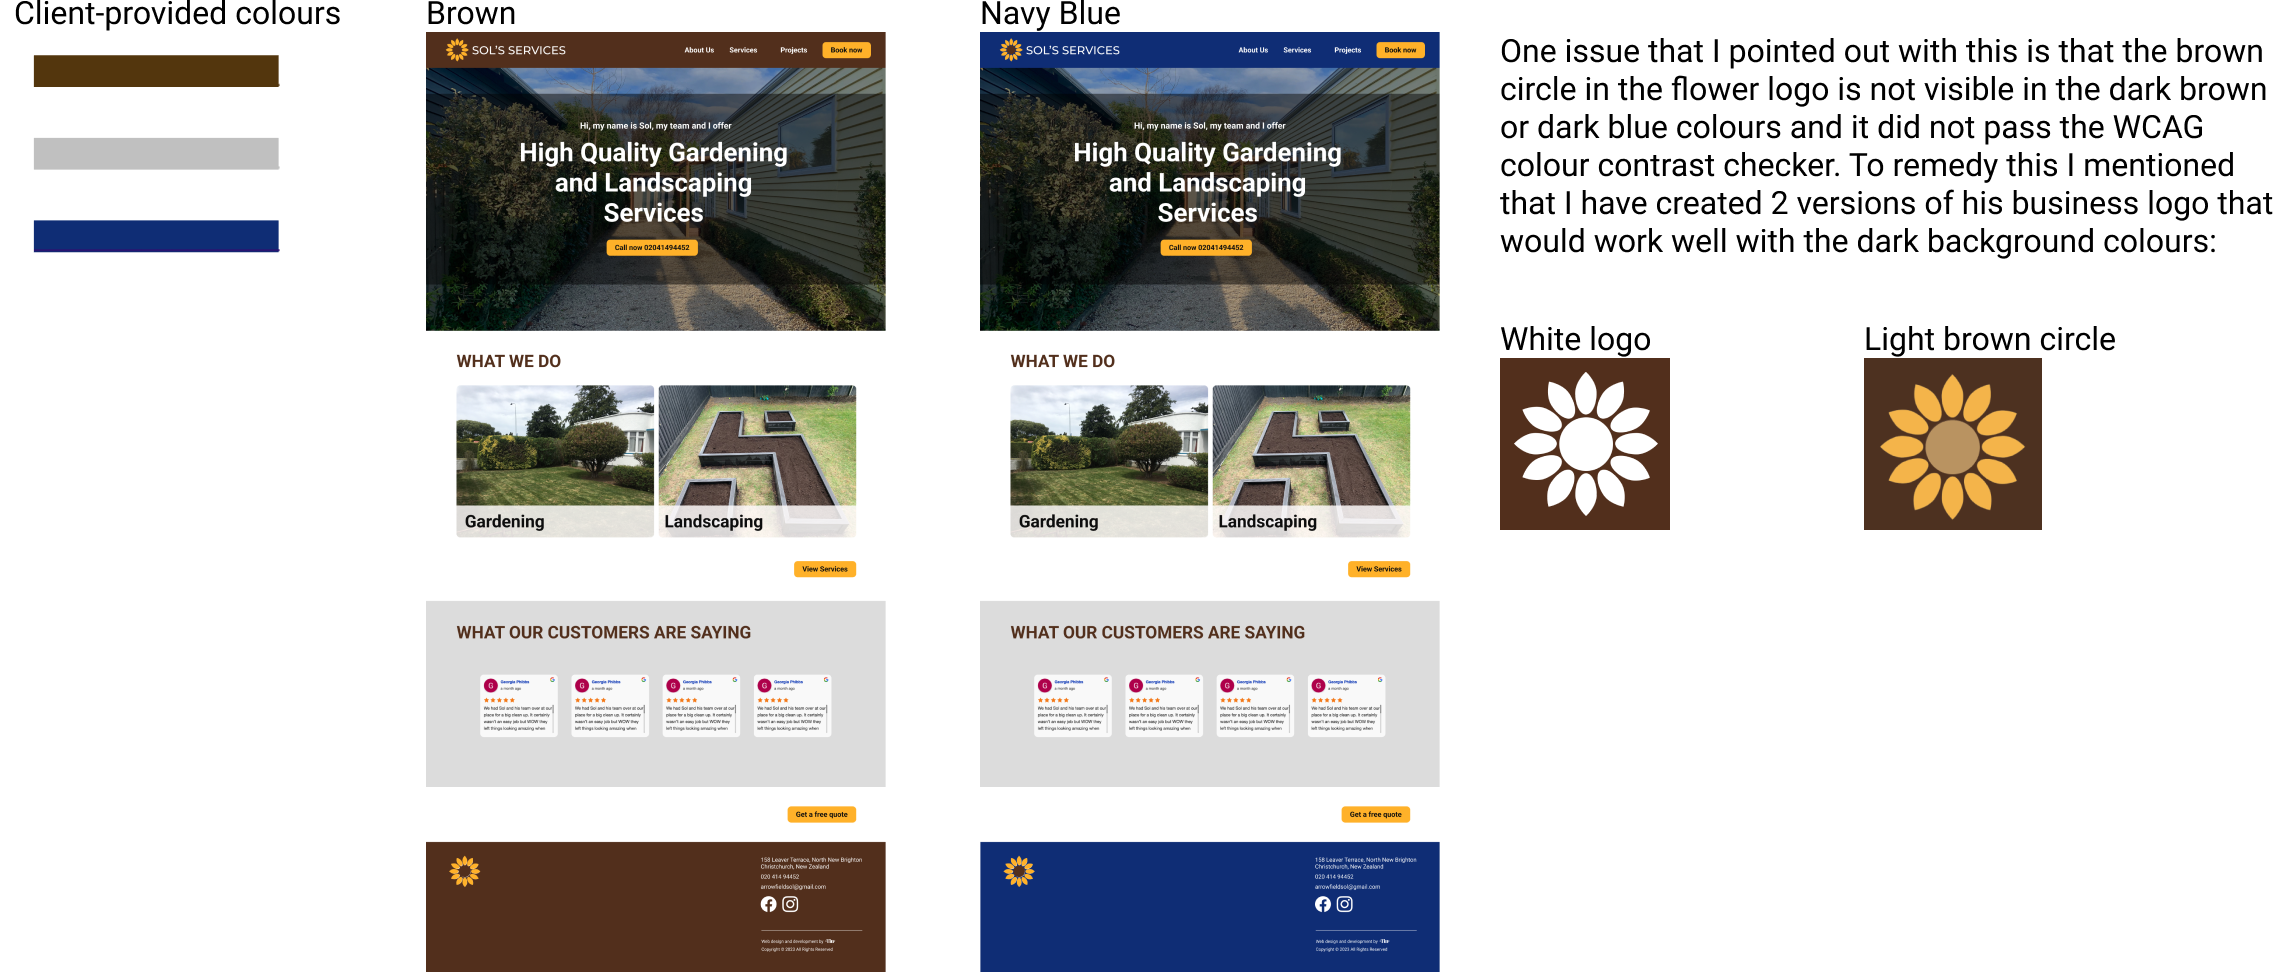 Client-provided colours
Brown
SOL'S SERVICES
About Us
Services
Projects
Book now
Hi, my name is Sol, my team and I offer
High Quality Gardening
and Landscaping
Services
Call now 02041494452
WHAT WE DO
Gardening
Landscaping
View Services
WHAT OUR CUSTOMERS ARE SAYING
G
Georgia Phibbs
G
a month ago
We had Sol and his team over at our
place for a big clean up. It certainly
wasn't an easy job but WOW they
left things looking amazing when
G
Georgia Phibbs
G
a month ago
We had Sol and his team over at our
place for a big clean up. It certainly
wasn't an easy job but WOW they
left things looking amazing when
G
Georgia Phibbs
G
a month ago
We had Sol and his team over at our
place for a big clean up. It certainly
wasn't an easy job but WOW they
left things looking amazing when
G
Georgia Phibbs
G
a month ago
We had Sol and his team over at our
place for a big clean up. It certainly
wasn't an easy job but WOW they
left things looking amazing when
Get a free quote
158 Leaver Terrace, North New Brighton
Christchurch, New Zealand
020 414 94452
arrowfieldsol@gmail.com
Web design and development by
Copyright © 2023 All Rights Reserved
Navy Blue
SOL'S SERVICES
About Us
Services
Projects
Book now
Hi, my name is Sol, my team and I offer
High Quality Gardening
and Landscaping
Services
Call now 02041494452
WHAT WE DO
Gardening
Landscaping
View Services
WHAT OUR CUSTOMERS ARE SAYING
G
Georgia Phibbs
G
a month ago
We had Sol and his team over at our
place for a big clean up. It certainly
wasn't an easy job but WOW they
left things looking amazing when
G
Georgia Phibbs
G
a month ago
We had Sol and his team over at our
place for a big clean up. It certainly
wasn't an easy job but WOW they
left things looking amazing when
G
Georgia Phibbs
G
a month ago
We had Sol and his team over at our
place for a big clean up. It certainly
wasn't an easy job but WOW they
left things looking amazing when
G
Georgia Phibbs
G
a month ago
We had Sol and his team over at our
place for a big clean up. It certainly
wasn't an easy job but WOW they
left things looking amazing when
Get a free quote
158 Leaver Terrace, North New Brighton
Christchurch, New Zealand
020 414 94452
arrowfieldsol@gmail.com
Web design and development by
Copyright © 2023 All Rights Reserved
One issue that I pointed out with this is that the brown
circle in the flower logo is not visible in the dark brown
or dark blue colours and it did not pass the WCAG
colour contrast checker. To remedy this I mentioned
that I have created 2 versions of his business logo that
would work well with the dark background colours:
White logo
Light brown circle